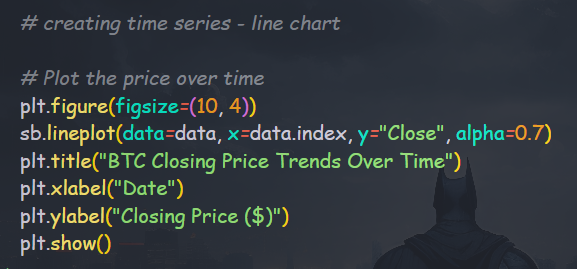 # creating time series - line chart
# Plot the price over time
plt.figure(figsize=(10, 4))
sb.lineplot(data=data, x=data.index, y="Close", alpha=0.7)
plt.title("BTC Closing Price Trends Over Time")
plt.xlabel("Date")
plt.ylabel("Closing Price ($)")
plt.show()